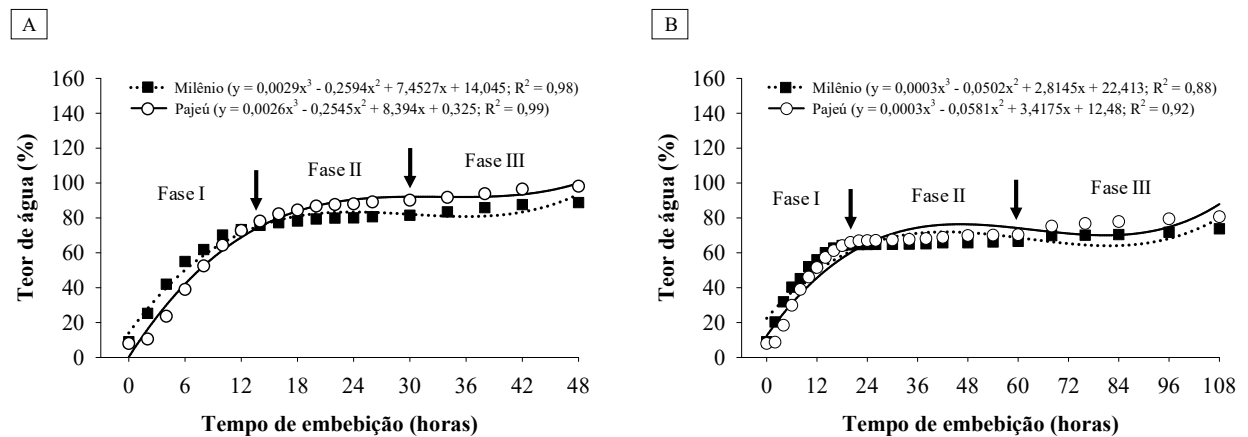 A
160
140
120
100
80
60
40
20
0
Teor de água (%)
Milênio (y = 0,0029x³ - 0,2594x² + 7,4527x + 14,045; R² = 0,98)
Pajeú (y = 0,0026x³ - 0,2545x² + 8,394x + 0,325; R² = 0,99)
Fase I
Fase II
Fase III
0 6 12 18 24 30 36 42 48
Tempo de embebição (horas)
B
160
140
120
100
80
60
40
20
0
Teor de água (%)
Milênio (y = 0,0003x³ - 0,0502x² + 2,8145x + 22,413; R² = 0,88)
Pajeú (y = 0,0003x³ - 0,0581x² + 3,4175x + 12,48; R² = 0,92)
Fase I
Fase II
Fase III
0 12 24 36 48 60 72 84 96 108
Tempo de embebição (horas)